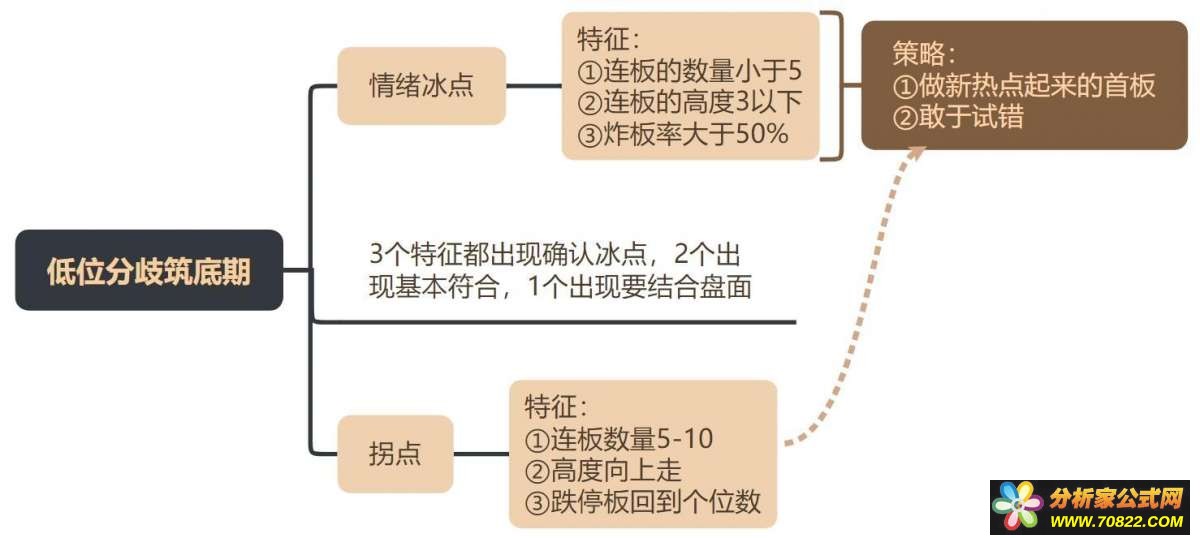 情绪冰点
特征：
①连板的数量小于5
②连板的高度3以下
③炸板率大于50%
策略：
①做新热点起来的首板
②敢于试错
低位分歧筑底期
3个特征都出现确认冰点，2个出
现基本符合，1个出现要结合盘面
拐点
特征：
①连板数量5-10
②高度向上走
③跌停板回到个位数
分析家公式网
www.70822.com